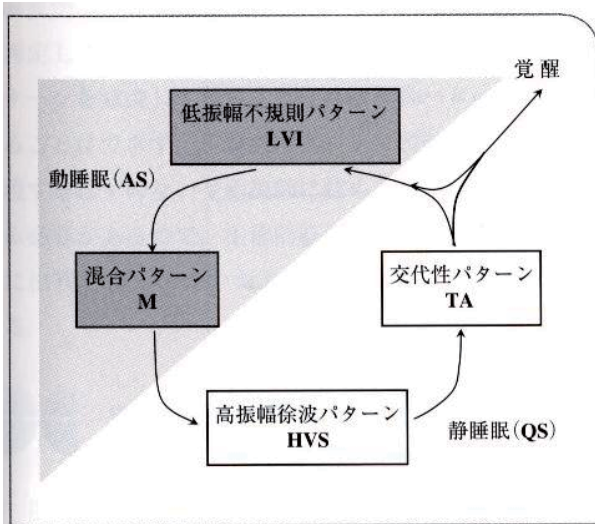 覚醒
低振幅不規則パターン
LVI
動睡眠(AS)
混合パターン
M
交代性パターン
TA
高振幅徐波パターン
HVS
静睡眠(QS)